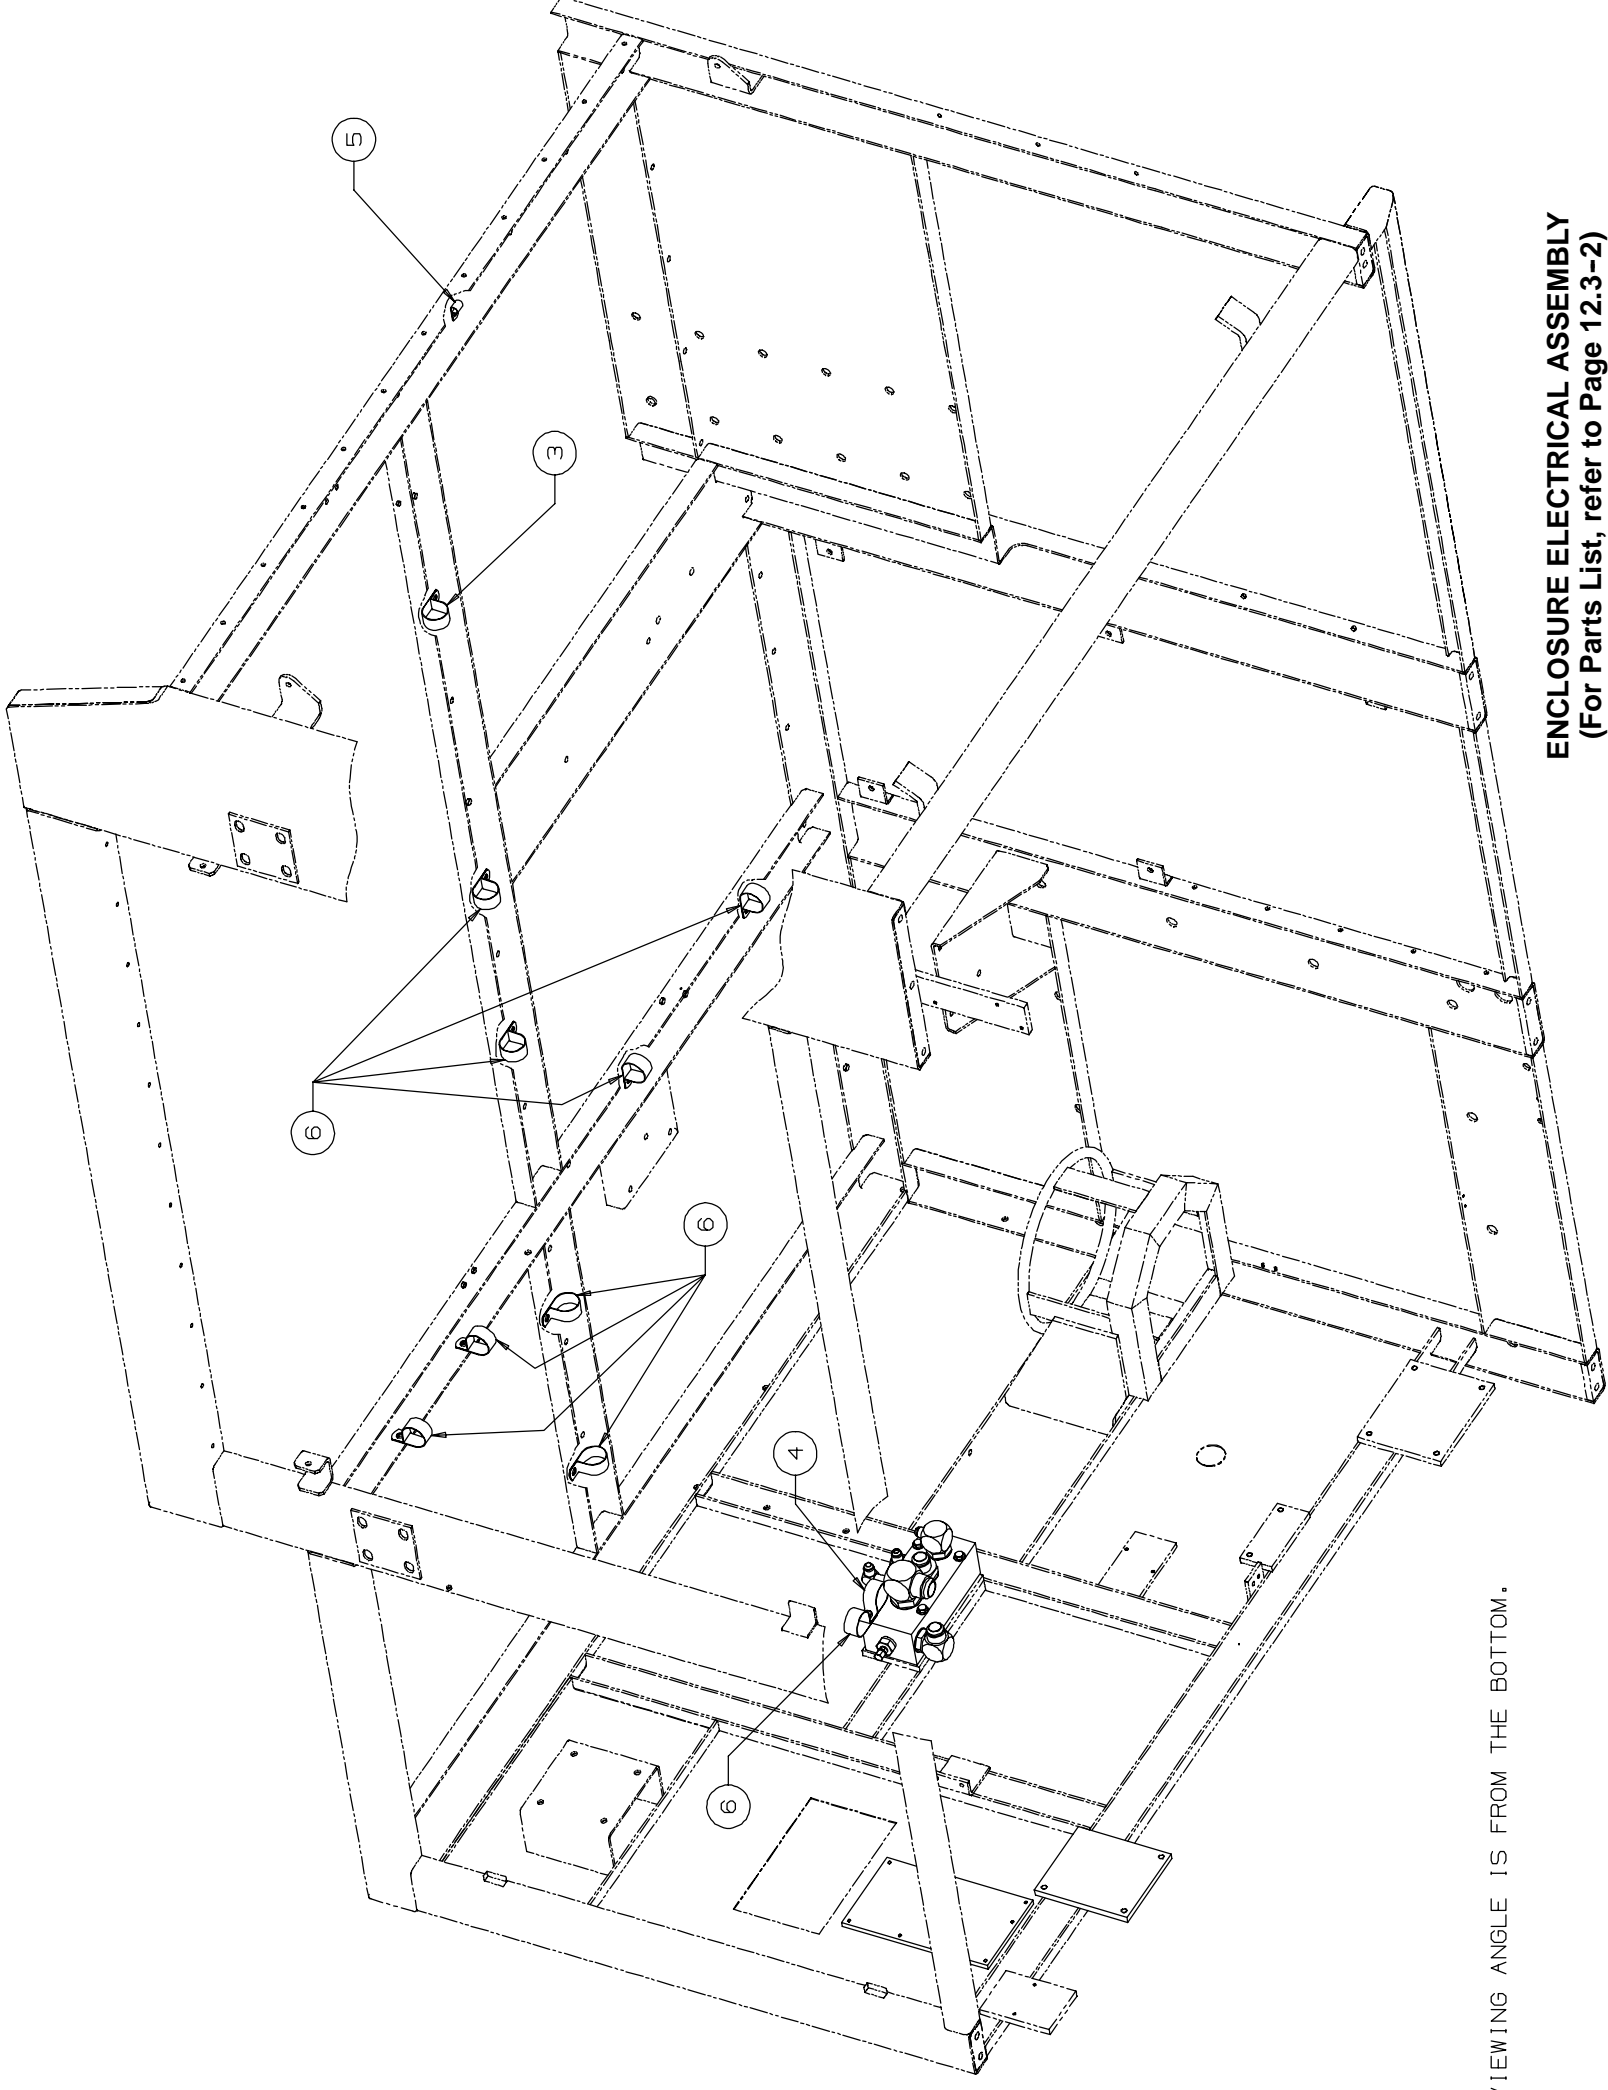 5
3
6
6
4
6
VIEWING ANGLE IS FROM THE BOTTOM.
ENCLOSURE ELECTRICAL ASSEMBLY
(For Parts List, refer to Page 12.3-2)